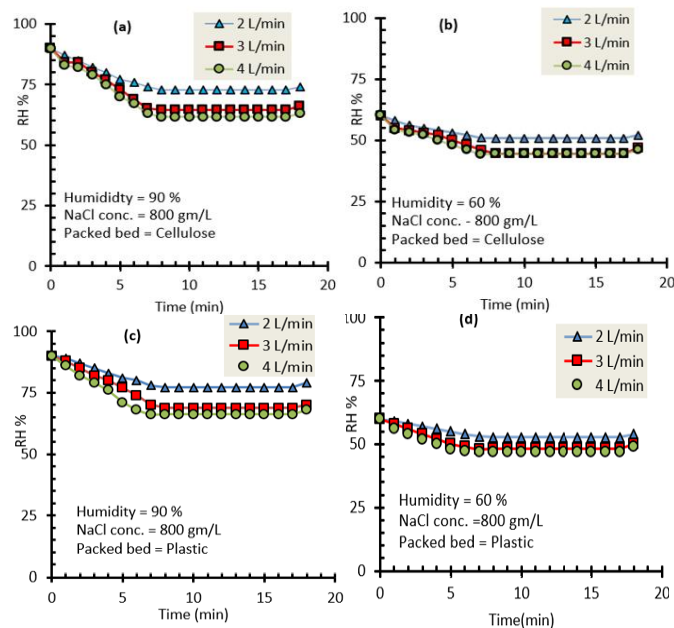 (a)
2 L/min
3 L/min
4 L/min
100
75
50
25
0
RH %
Humididty = 90 %
NaCl conc. = 800 gm/L
Packed bed = Cellulose
0
5
10
15
20
Time (min)
(b)
2 L/min
3 L/min
4 L/min
100
75
50
25
0
RH %
Humidity = 60 %
NaCl conc. - 800 gm/L
Packed bed = Cellulose
0
5
10
15
20
Time (min)
(c)
2 L/min
3 L/min
4 L/min
100
75
50
25
0
RH %
Humidity = 90 %
NaCl conc. = 800 gm/L
Packed bed = Plastic
0
5
10
15
20
Time (min)
(d)
2 L/min
3 L/min
4 L/min
100
75
50
25
0
RH %
Humidity = 60 %
NaCl conc. =800 gm/L
Packed bed = Plastic
0
5
10
15
20
Time(min)